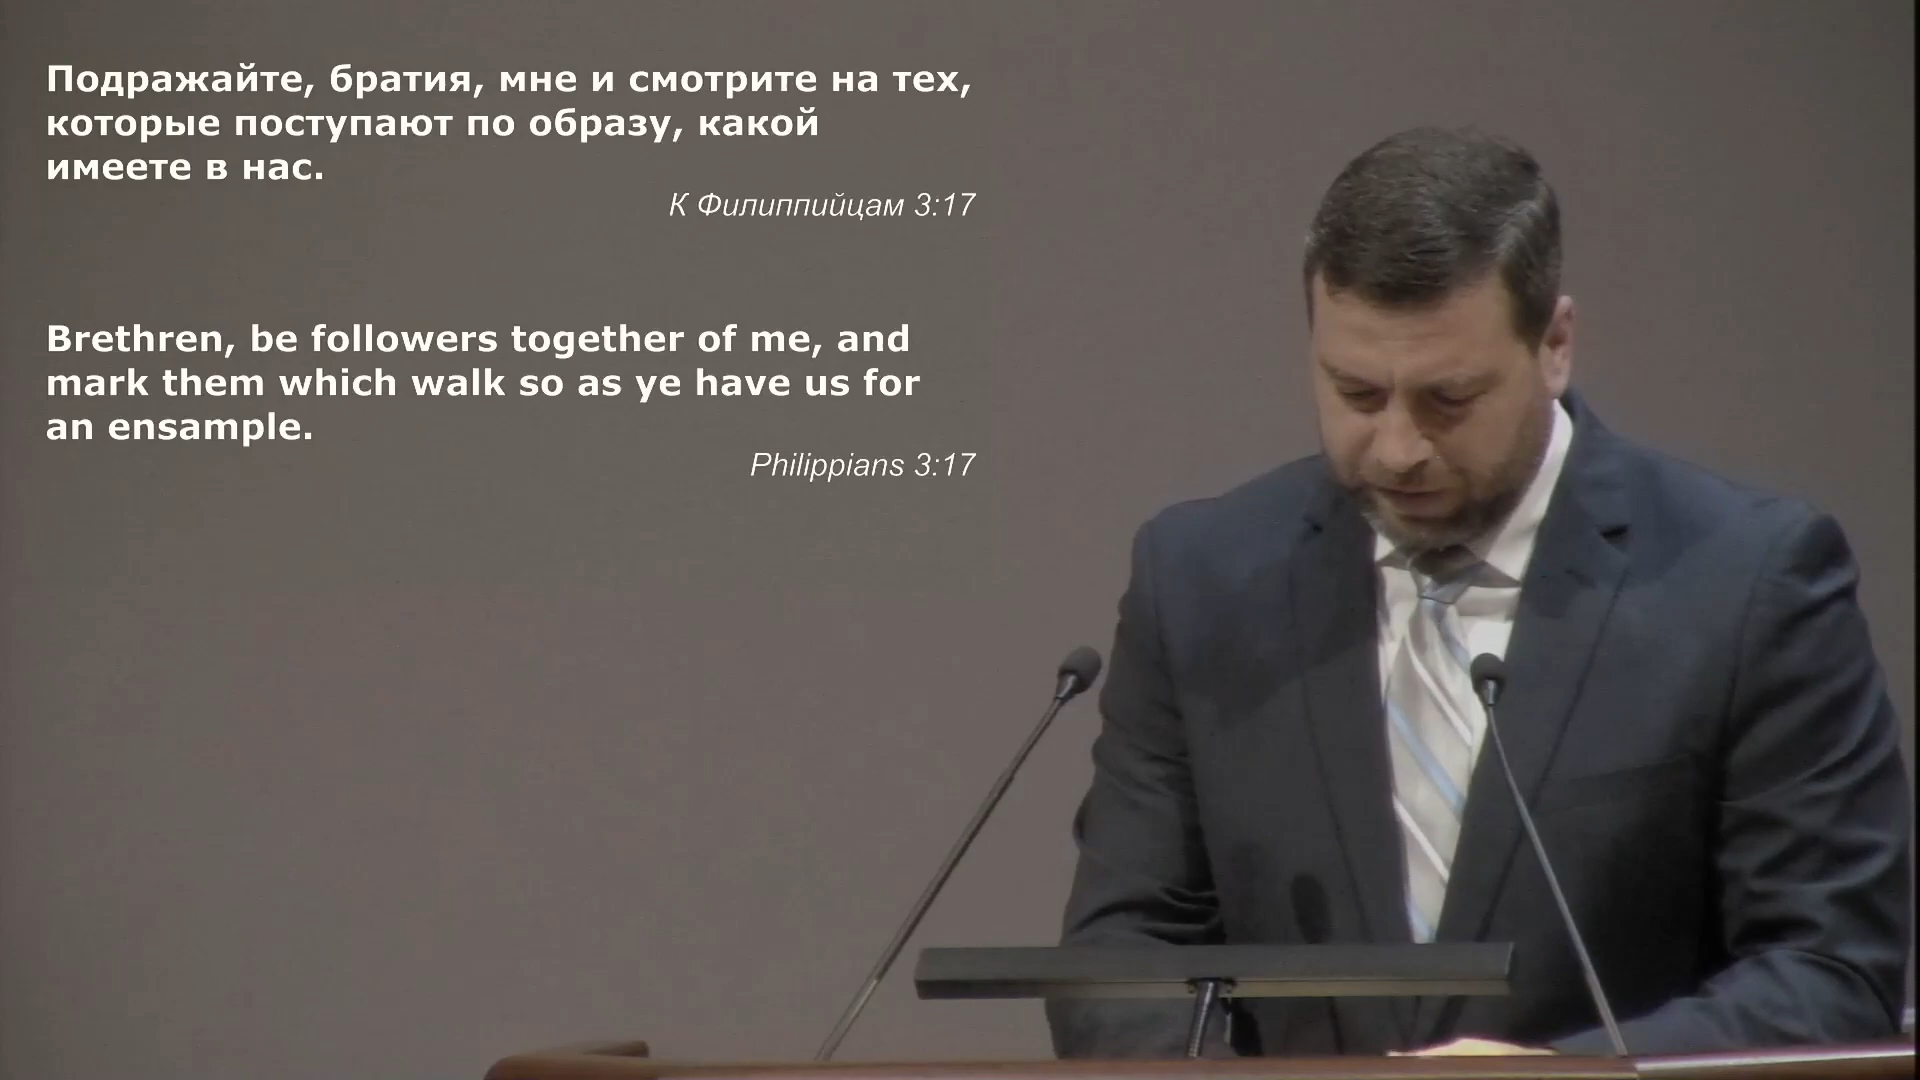 Подражайте, братия, мне и смотрите на тех,
которые поступают по образу, какой
имеете в нас.
К Филиппийцам 3:17
Brethren, be followers together of me, and
mark them which walk so as ye have us for
an ensample.
Philippians 3:17